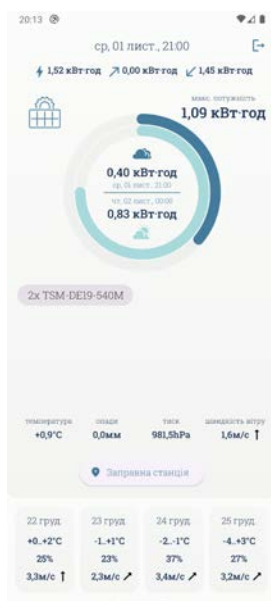 20:13
ср, 01 лист., 21:00
1,52 кВт·год 0,00 кВт·год 1,45 кВт·год
макс. потужність
1,09 кВт·год
0,40 кВт·год
ср, 01 лист., 21:00
чт, 02 лист., 00:00
0,83 кВт·год
2x TSM-DE19-540M
температура опади тиск швидкість вітру
+0,9°C 0,0мм 981,5hPa 1,6м/с
Заправна станція
22 груд. 23 груд. 24 груд. 25 груд.
+0..+2°C -1..+1°C -2..-1°C -4..+3°C
25% 23% 37% 27%
3,3м/с 2,3м/с 3,4м/с 3,2м/с